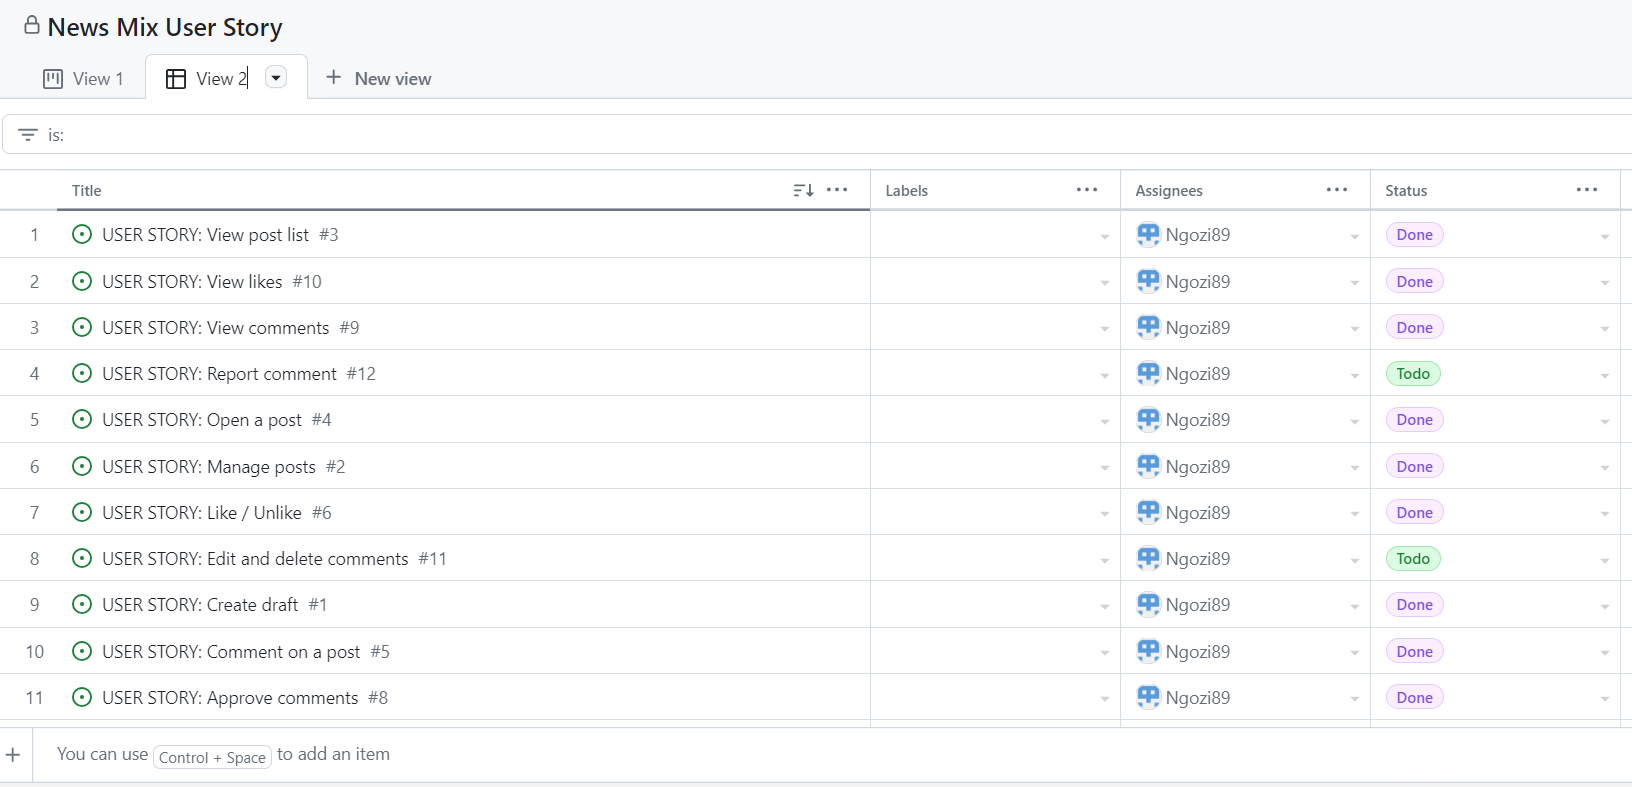 News Mix User Story
View 1 View 2 New view
is:
Title Labels Assignees Status
1 USER STORY: View post list #3 Ngozi89 Done
2 USER STORY: View likes #10 Ngozi89 Done
3 USER STORY: View comments #9 Ngozi89 Done
4 USER STORY: Report comment #12 Ngozi89 Todo
5 USER STORY: Open a post #4 Ngozi89 Done
6 USER STORY: Manage posts #2 Ngozi89 Done
7 USER STORY: Like / Unlike #6 Ngozi89 Done
8 USER STORY: Edit and delete comments #11 Ngozi89 Todo
9 USER STORY: Create draft #1 Ngozi89 Done
10 USER STORY: Comment on a post #5 Ngozi89 Done
11 USER STORY: Approve comments #8 Ngozi89 Done
You can use Control + Space to add an item